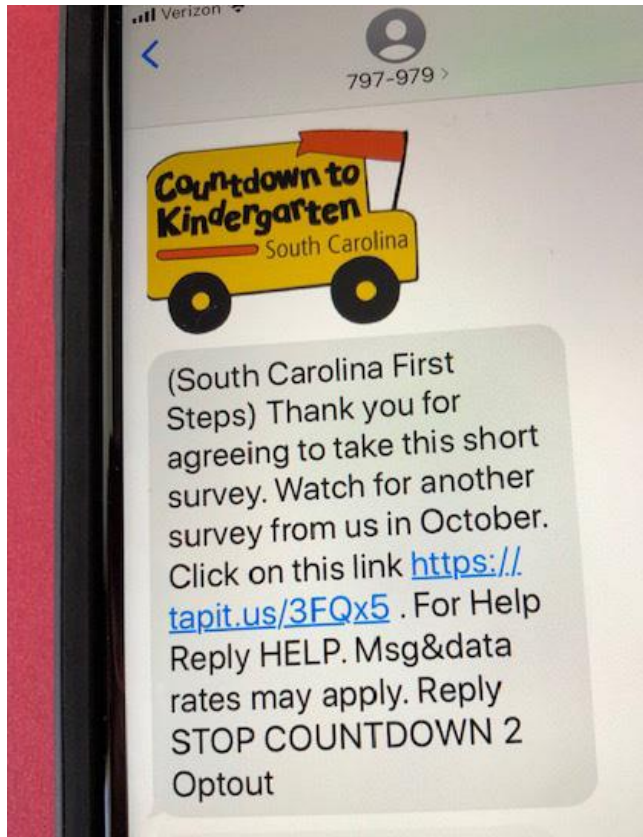 Verizon
797-979 >
Countdown to
Kindergarten
South Carolina
(South Carolina First
Steps) Thank you for
agreeing to take this short
survey. Watch for another
survey from us in October.
Click on this link https://
tapit.us/3FQx5 . For Help
Reply HELP. Msg&data
rates may apply. Reply
STOP COUNTDOWN 2
Optout